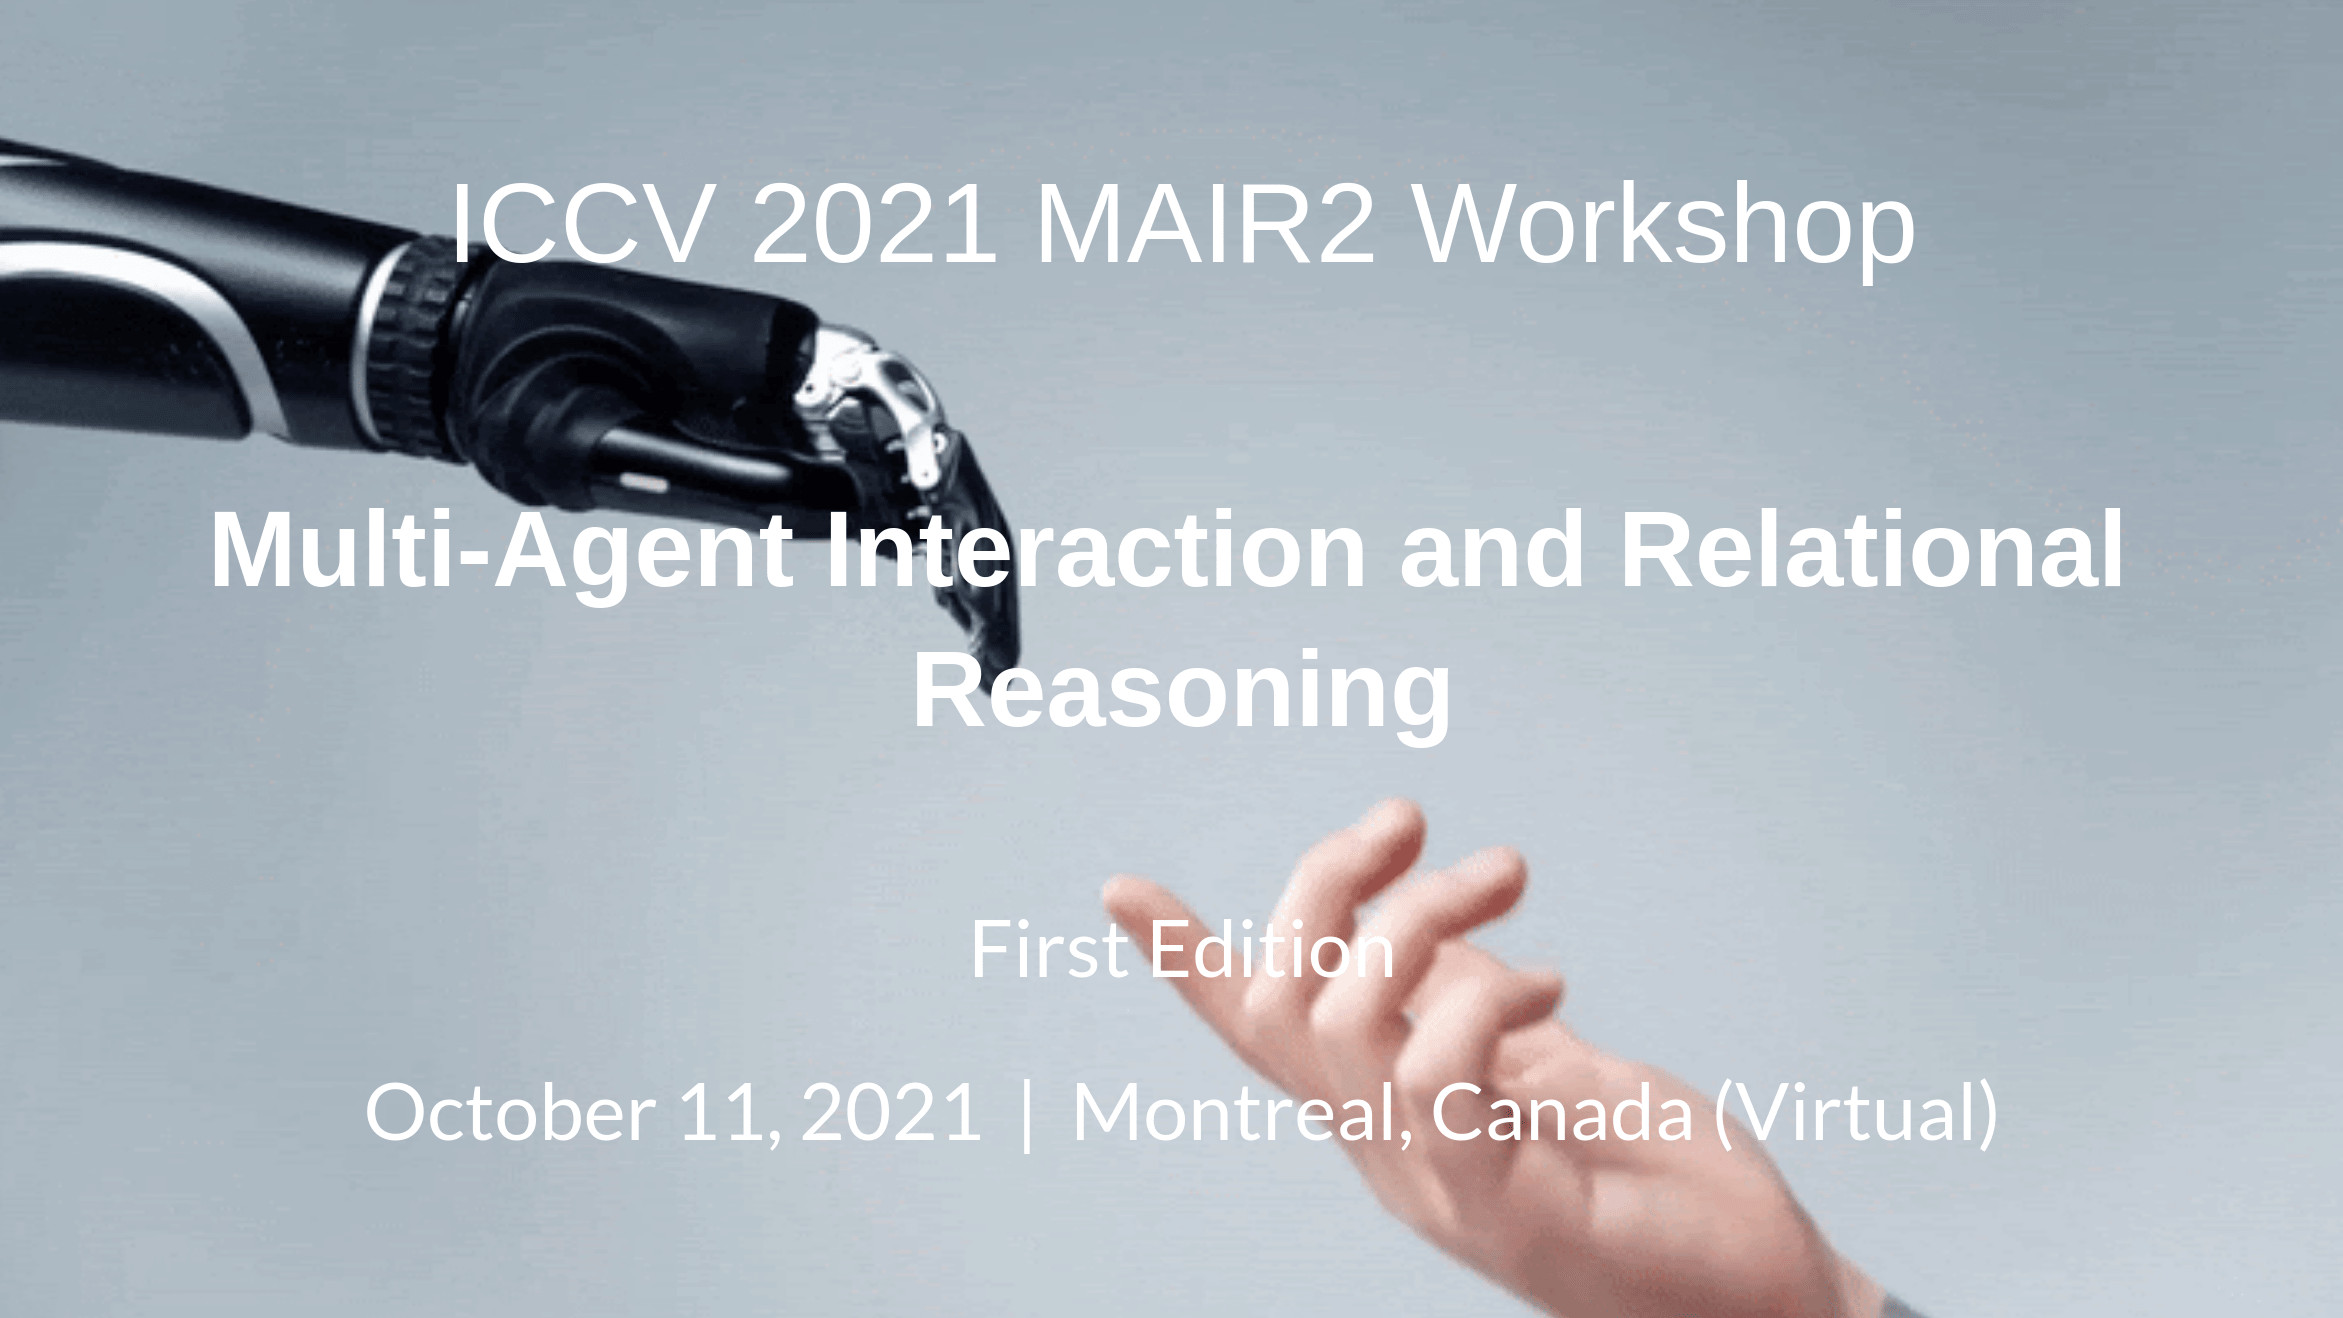 ICCV 2021 MAIR2 Workshop
Multi-Agent Interaction and Relational
Reasoning
First Edition
October 11, 2021 | Montreal, Canada (Virtual)